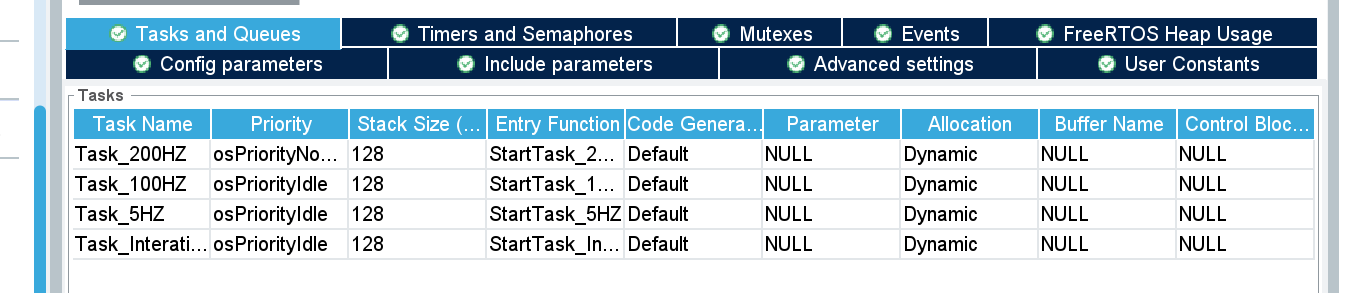 Tasks and Queues Timers and Semaphores Mutexes Events FreeRTOS Heap Usage
Config parameters Include parameters Advanced settings User Constants
Tasks
Task Name Priority Stack Size (... Entry Function Code Genera... Parameter Allocation Buffer Name Control Bloc...
Task_200HZ osPriorityNo... 128 StartTask_2... Default NULL Dynamic NULL NULL
Task_100HZ osPriorityIdle 128 StartTask_1... Default NULL Dynamic NULL NULL
Task_5HZ osPriorityIdle 128 StartTask_5HZ Default NULL Dynamic NULL NULL
Task_Interati... osPriorityIdle 128 StartTask_In... Default NULL Dynamic NULL NULL